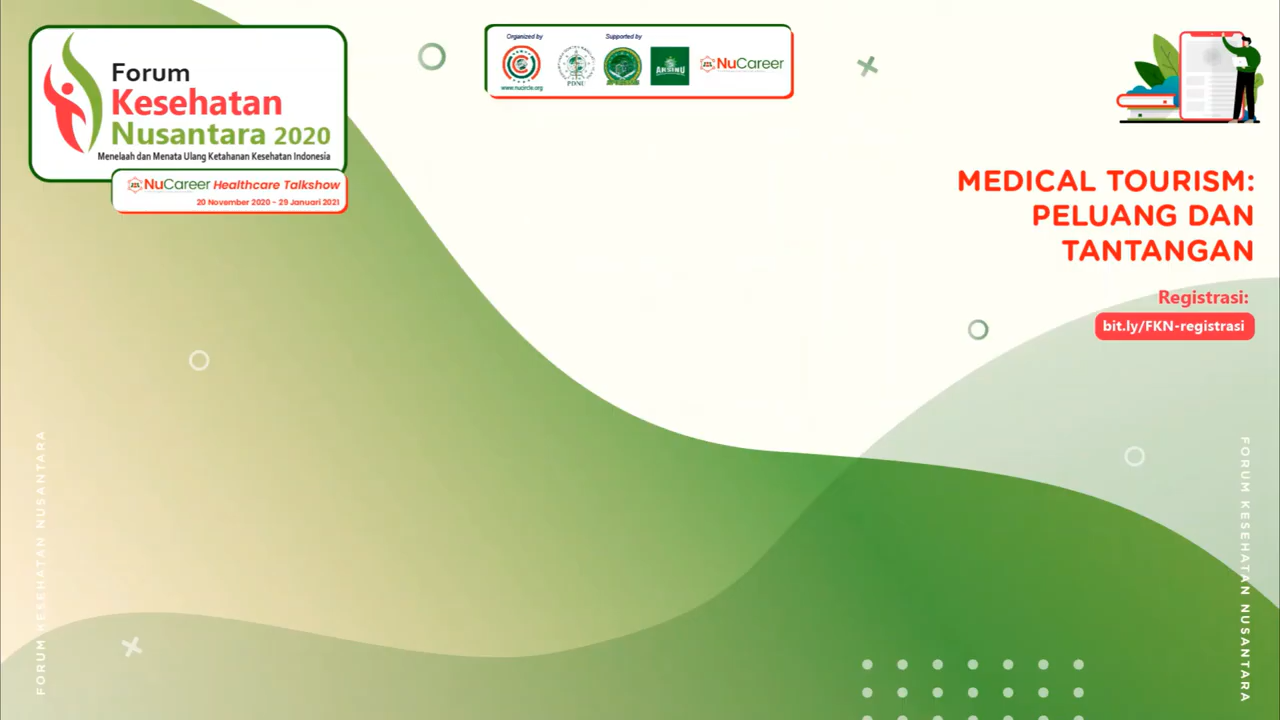 Forum
Kesehatan
Nusantara 2020
Menelaah dan Menata Ulang Ketahanan Kesehatan Indonesia
NuCareer Healthcare Talkshow
20 November 2020 - 29 Januari 2021
Organized by
Supported by
www.nucircle.org
PDNU
ARSINU
NuCareer
MEDICAL TOURISM:
PELUANG DAN
TANTANGAN
Registrasi:
bit.ly/FKN-registrasi
FORUM KESEHATAN NUSANTARA
FORUM KESEHATAN NUSANTARA